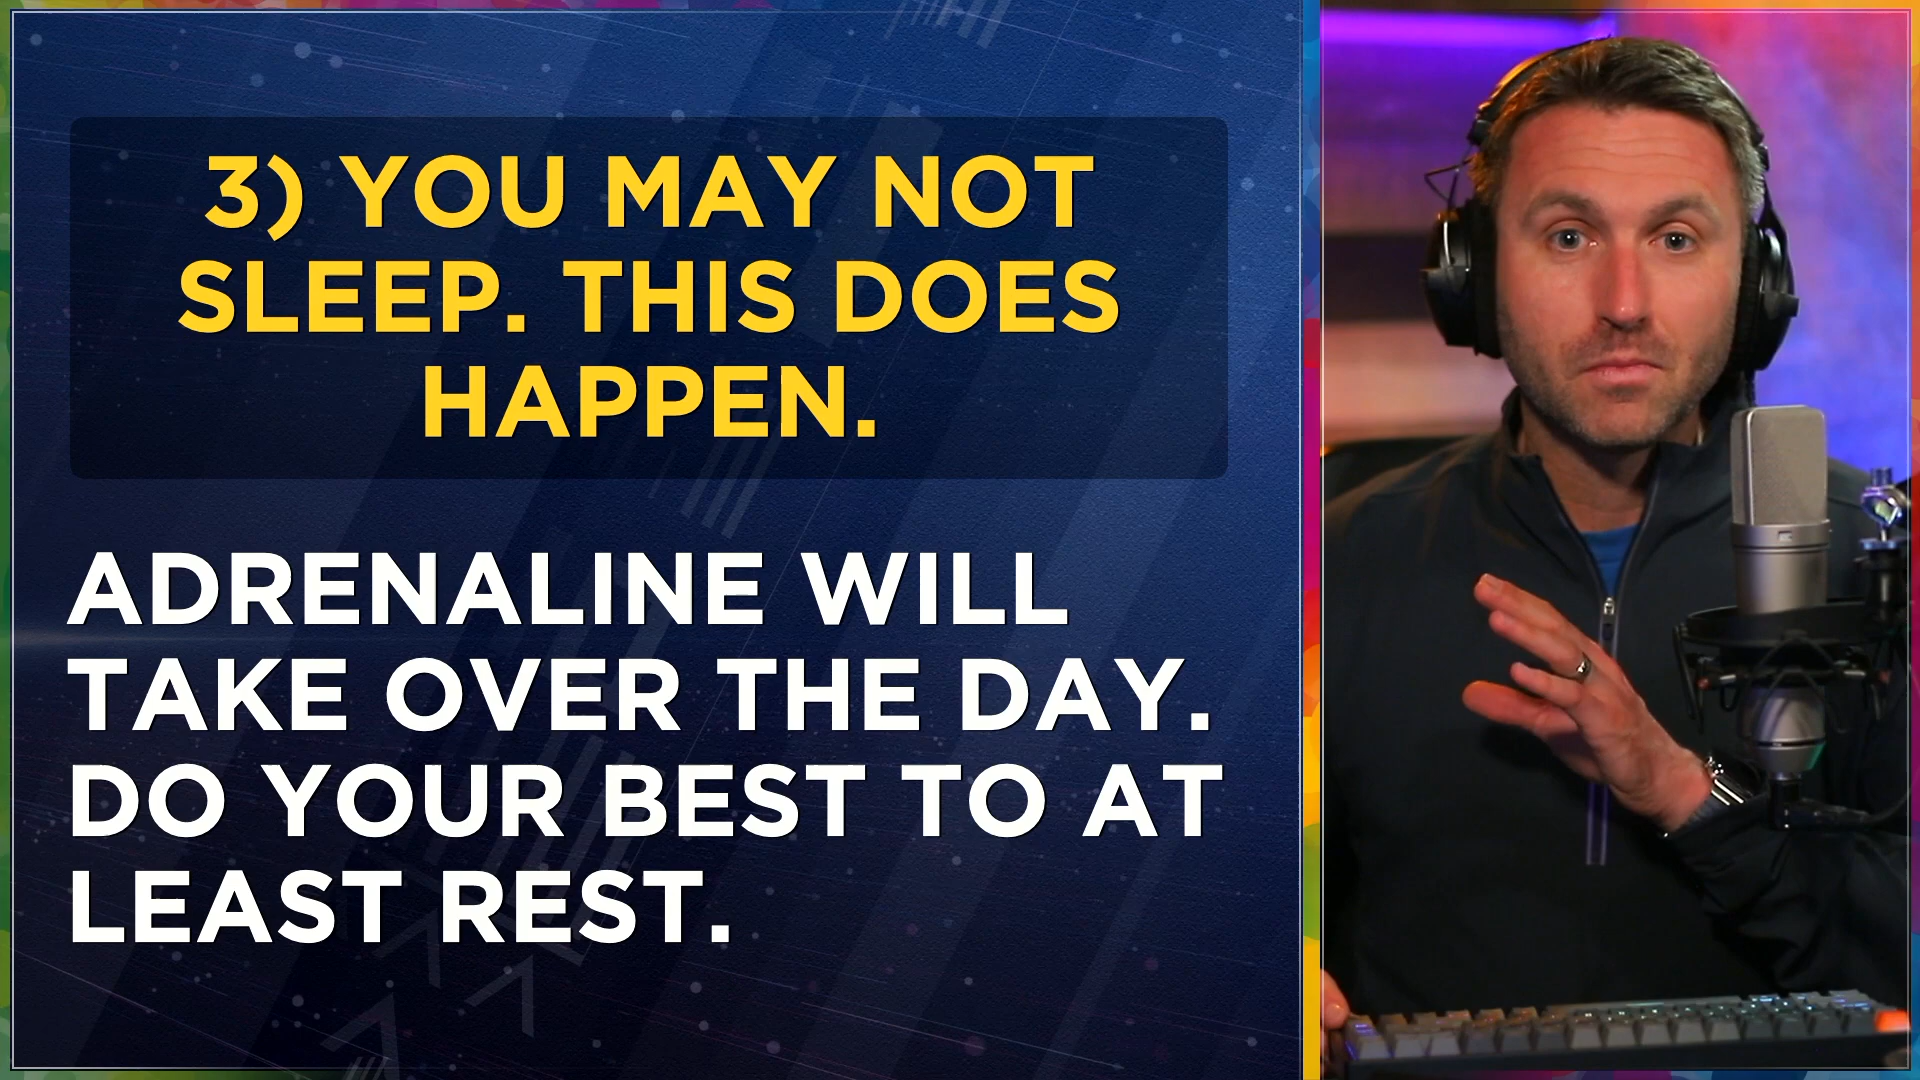 3) YOU MAY NOT
SLEEP. THIS DOES
HAPPEN.
ADRENALINE WILL
TAKE OVER THE DAY.
DO YOUR BEST TO AT
LEAST REST.